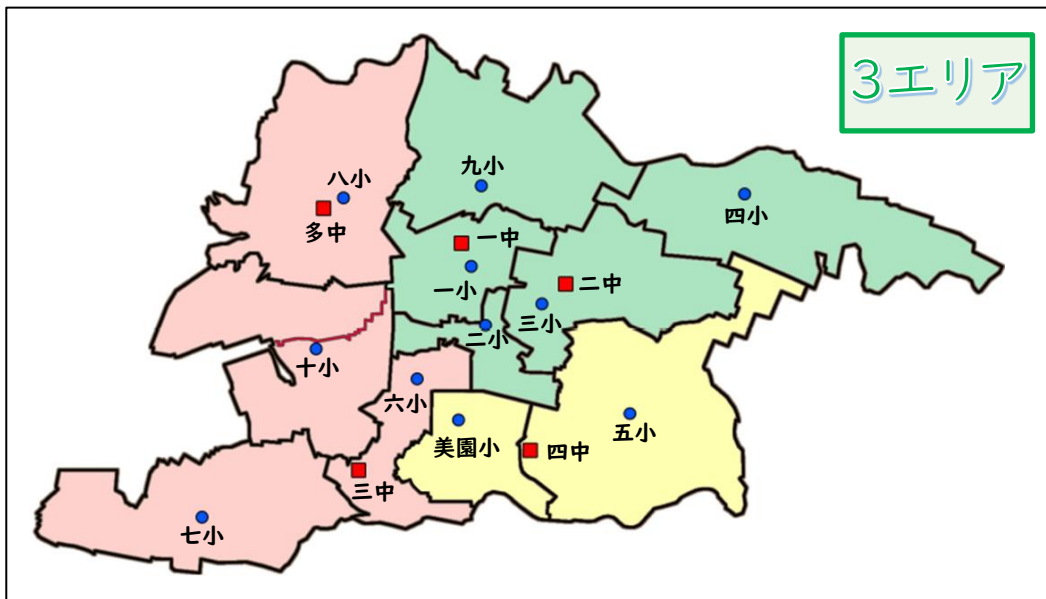 3エリア
九小
八小
四小
多中
一中
一小
二中
三小
二小
十小
六小
美園小
五小
四中
三中
七小